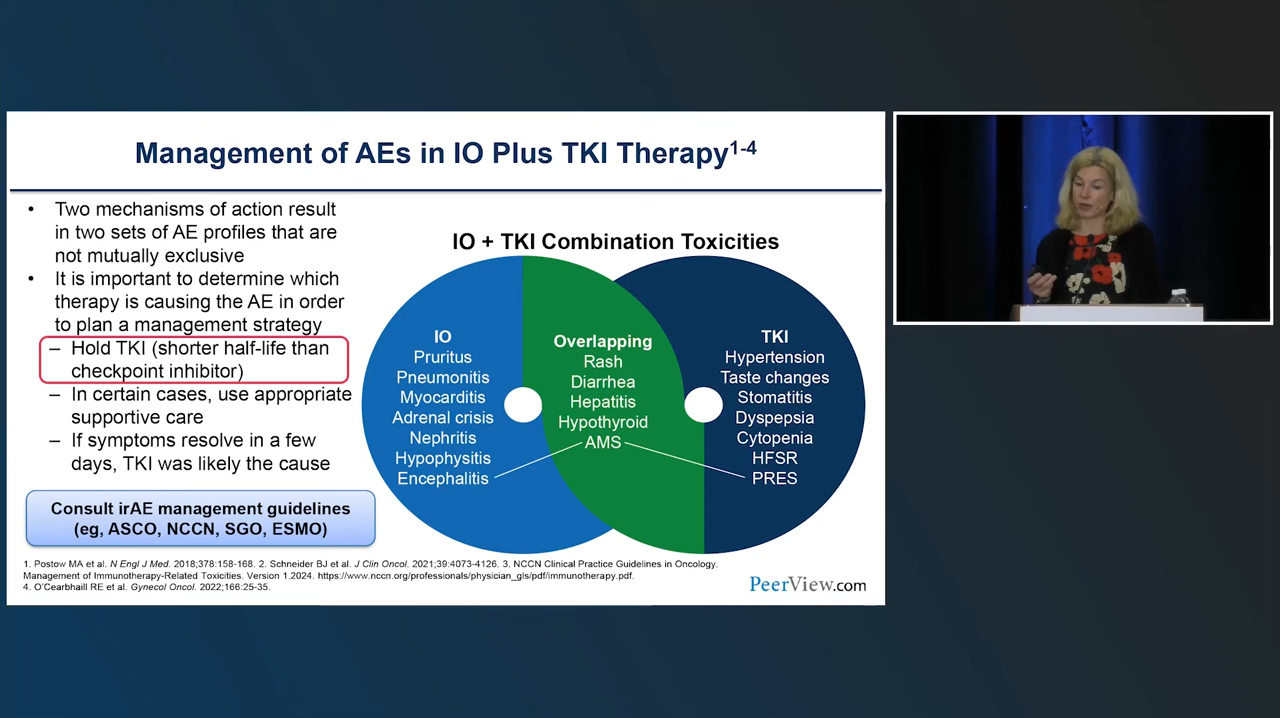 Management of AEs in IO Plus TKI Therapy1-4
• Two mechanisms of action result
in two sets of AE profiles that are
not mutually exclusive
• It is important to determine which
therapy is causing the AE in order
to plan a management strategy
– Hold TKI (shorter half-life than
checkpoint inhibitor)
– In certain cases, use appropriate
supportive care
– If symptoms resolve in a few
days, TKI was likely the cause
Consult irAE management guidelines
(eg, ASCO, NCCN, SGO, ESMO)
IO + TKI Combination Toxicities
IO
Pruritus
Pneumonitis
Myocarditis
Adrenal crisis
Nephritis
Hypophysitis
Encephalitis
Overlapping
Rash
Diarrhea
Hepatitis
Hypothyroid
AMS
TKI
Hypertension
Taste changes
Stomatitis
Dyspepsia
Cytopenia
HFSR
PRES
1. Postow MA et al. N Engl J Med. 2018;378:158-168. 2. Schneider BJ et al. J Clin Oncol. 2021;39:4073-4126. 3. NCCN Clinical Practice Guidelines in Oncology.
Management of Immunotherapy-Related Toxicities. Version 1.2024. https://www.nccn.org/professionals/physician_gls/pdf/immunotherapy.pdf.
4. O'Cearbhaill RE et al. Gynecol Oncol. 2022;166:25-35.
PeerView.com